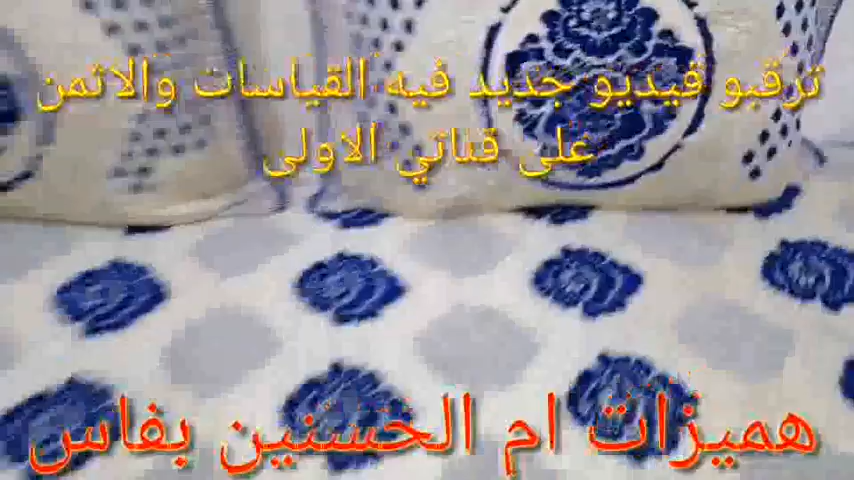 ترقبو فيديو جديد فيه القياسات والاثمن
على قناتي الاولى
هميزات ام الحسنين بفاس